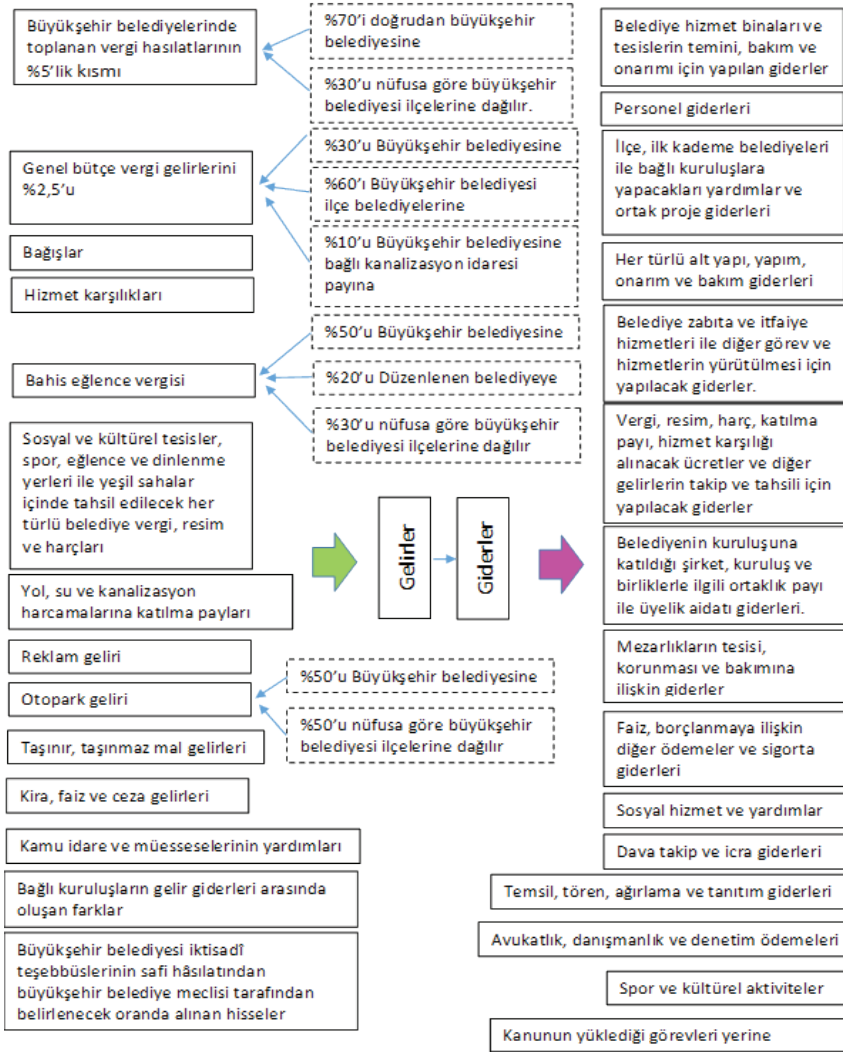 Büyükşehir belediyelerinde
toplanan vergi hasılatlarının
%5'lik kısmı
%70'i doğrudan büyükşehir
belediyesine
%30'u nüfusa göre büyükşehir
belediyesi ilçelerine dağılır.
Genel bütçe vergi gelirlerini
%2,5'u
%30'u Büyükşehir belediyesine
%60'ı Büyükşehir belediyesi
ilçe belediyelerine
%10'u Büyükşehir belediyesine
bağlı kanalizasyon idaresi
payına
Bağışlar
Hizmet karşılıkları
Bahis eğlence vergisi
%50'u Büyükşehir belediyesine
%20'u Düzenlenen belediyeye
%30'u nüfusa göre büyükşehir
belediyesi ilçelerine dağılır
Sosyal ve kültürel tesisler,
spor, eğlence ve dinlenme
yerleri ile yeşil sahalar
içinde tahsil edilecek her
türlü belediye vergi, resim
ve harçları
Yol, su ve kanalizasyon
harcamalarına katılma payları
Reklam geliri
Otopark geliri
%50'u Büyükşehir belediyesine
%50'u nüfusa göre büyükşehir
belediyesi ilçelerine dağılır
Taşınır, taşınmaz mal gelirleri
Kira, faiz ve ceza gelirleri
Kamu idare ve müesseselerinin yardımları
Bağlı kuruluşların gelir giderleri arasında
oluşan farklar
Büyükşehir belediyesi iktisadî
teşebbüslerinin safi hâsılatından
büyükşehir belediye meclisi tarafından
belirlenecek oranda alınan hisseler
Gelirler
Giderler
Belediye hizmet binaları ve
tesislerin temini, bakım ve
onarımı için yapılan giderler
Personel giderleri
İlçe, ilk kademe belediyeleri
ile bağlı kuruluşlara
yapacakları yardımlar ve
ortak proje giderleri
Her türlü alt yapı, yapım,
onarım ve bakım giderleri
Belediye zabıta ve itfaiye
hizmetleri ile diğer görev ve
hizmetlerin yürütülmesi için
yapılacak giderler.
Vergi, resim, harç, katılma
payı, hizmet karşılığı
alınacak ücretler ve diğer
gelirlerin takip ve tahsili için
yapılacak giderler
Belediyenin kuruluşuna
katıldığı şirket, kuruluş ve
birliklerle ilgili ortaklık payı
ile üyelik aidatı giderleri.
Mezarlıkların tesisi,
korunması ve bakımına
ilişkin giderler
Faiz, borçlanmaya ilişkin
diğer ödemeler ve sigorta
giderleri
Sosyal hizmet ve yardımlar
Dava takip ve icra giderleri
Temsil, tören, ağırlama ve tanıtım giderleri
Avukatlık, danışmanlık ve denetim ödemeleri
Spor ve kültürel aktiviteler
Kanunun yüklediği görevleri yerine